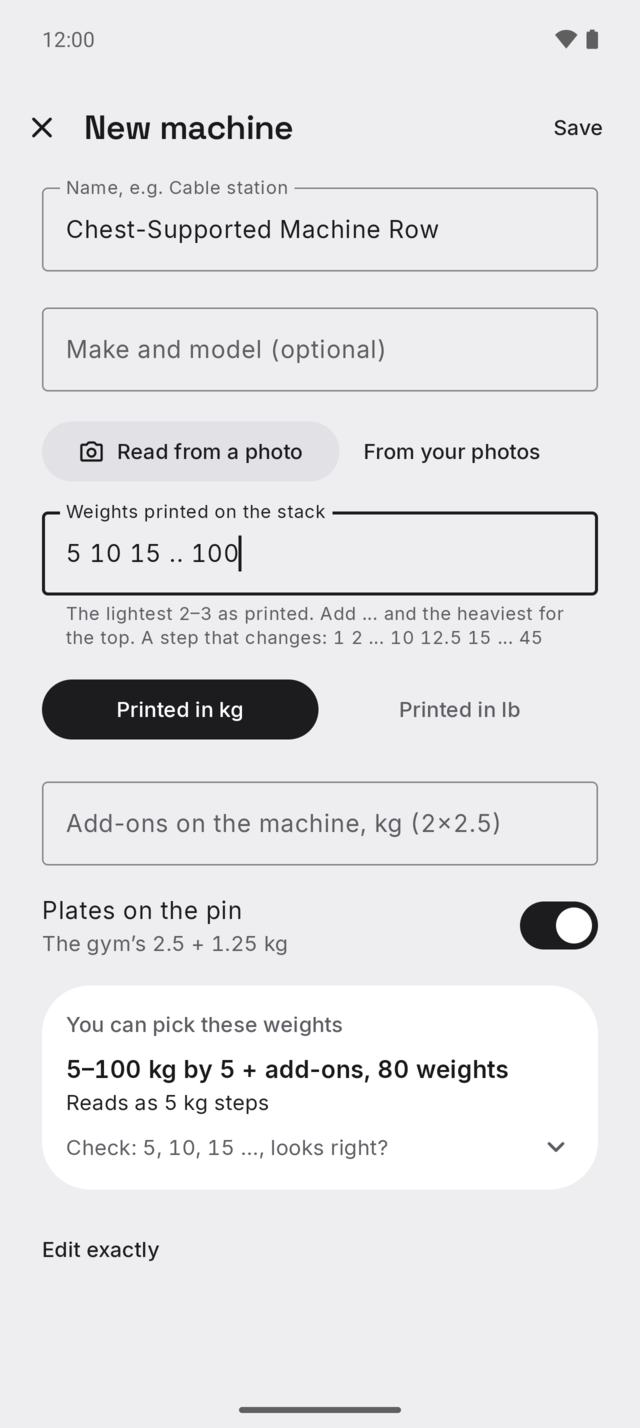 12:00
New machine
Save
Name, e.g. Cable station
Chest-Supported Machine Row
Make and model (optional)
Read from a photo
From your photos
Weights printed on the stack
5 10 15 .. 100
The lightest 2–3 as printed. Add ... and the heaviest for
the top. A step that changes: 1 2 ... 10 12.5 15 ... 45
Printed in kg
Printed in lb
Add-ons on the machine, kg (2×2.5)
Plates on the pin
The gym’s 2.5 + 1.25 kg
You can pick these weights
5–100 kg by 5 + add-ons, 80 weights
Reads as 5 kg steps
Check: 5, 10, 15 ..., looks right?
Edit exactly